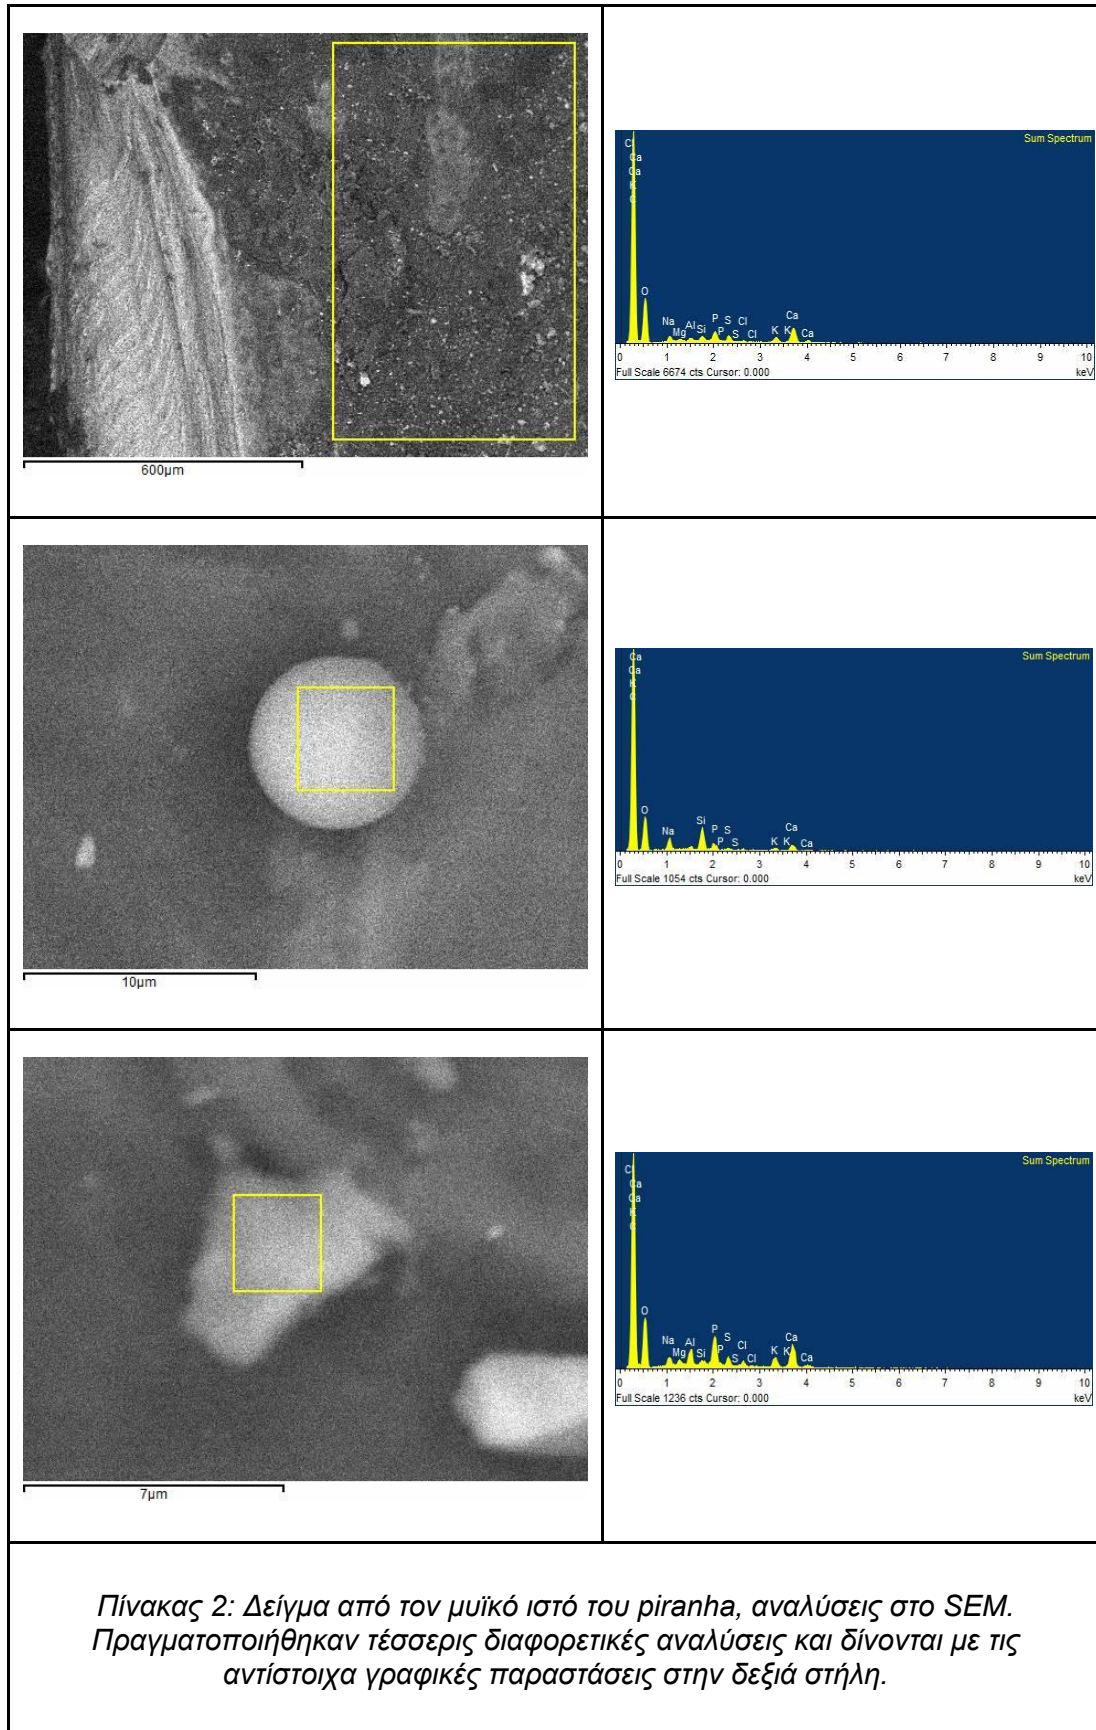 Sum Spectrum
Cl
Ca
Ca
K
C
O
Na
Mg
Al
Si
P
P
S
S
Cl
Cl
K
K
Ca
Ca
0 1 2 3 4 5 6 7 8 9 10
Full Scale 6674 cts Cursor: 0.000 keV
600µm
Sum Spectrum
Ca
Ca
K
C
O
Na
Si
P
P
S
S
K
K
Ca
Ca
0 1 2 3 4 5 6 7 8 9 10
Full Scale 1054 cts Cursor: 0.000 keV
10µm
Sum Spectrum
Cl
Ca
Ca
K
C
O
Na
Mg
Al
Si
P
P
S
S
Cl
Cl
K
K
Ca
Ca
0 1 2 3 4 5 6 7 8 9 10
Full Scale 1236 cts Cursor: 0.000 keV
7µm
Πίνακας 2: Δείγμα από τον μυϊκό ιστό του piranha, αναλύσεις στο SEM.
Πραγματοποιήθηκαν τέσσερις διαφορετικές αναλύσεις και δίνονται με τις
αντίστοιχα γραφικές παραστάσεις στην δεξιά στήλη.